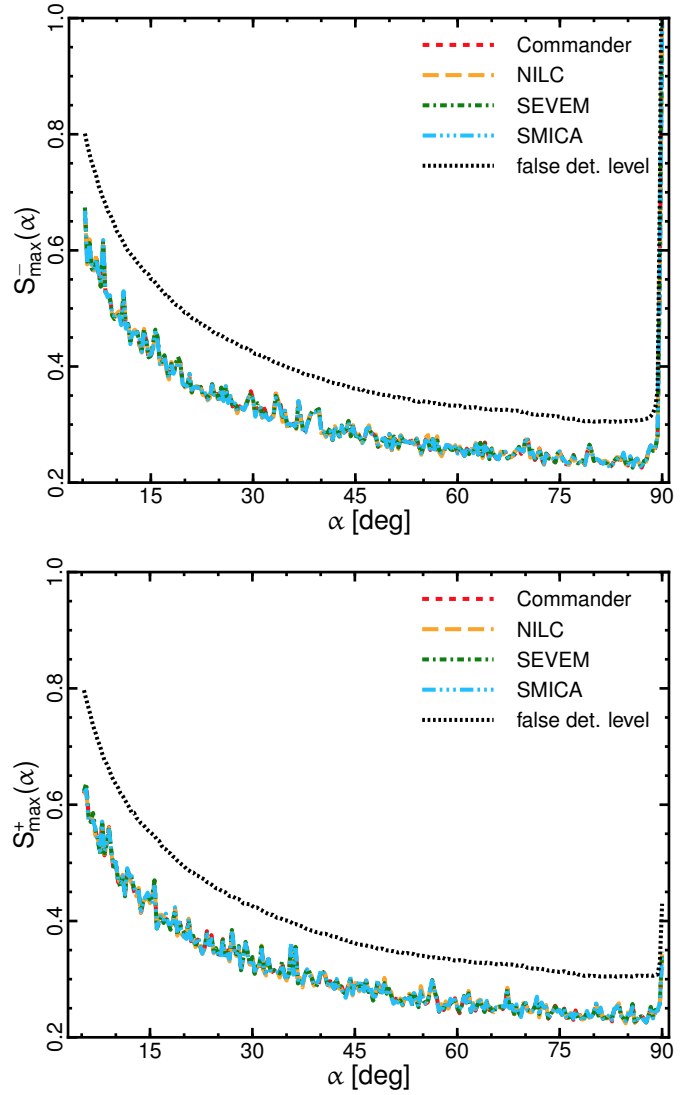 1.0
0.8
0.6
0.4
0.2
S⁻max(α)
Commander
NILC
SEVEM
SMICA
false det. level
15 30 45 60 75 90
α [deg]
1.0
0.8
0.6
0.4
0.2
S⁺max(α)
Commander
NILC
SEVEM
SMICA
false det. level
15 30 45 60 75 90
α [deg]